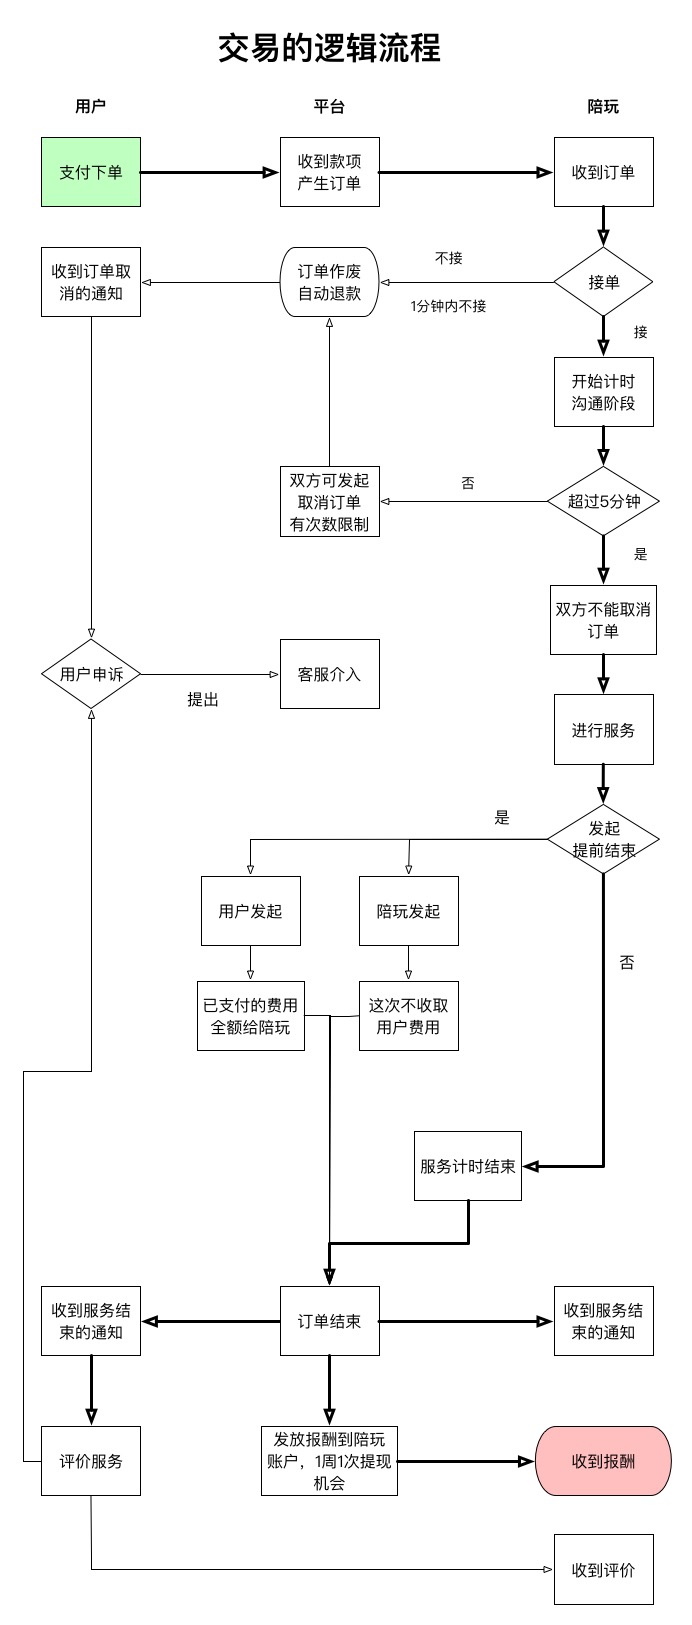 交易的逻辑流程
用户
平台
陪玩
支付下单
收到款项
产生订单
收到订单
收到订单取
消的通知
订单作废
自动退款
不接
1分钟内不接
接单
接
开始计时
沟通阶段
双方可发起
取消订单
有次数限制
否
超过5分钟
是
双方不能取消
订单
用户申诉
提出
客服介入
进行服务
是
发起
提前结束
用户发起
陪玩发起
否
已支付的费用
全额给陪玩
这次不收取
用户费用
服务计时结束
收到服务结
束的通知
订单结束
收到服务结
束的通知
评价服务
发放报酬到陪玩
账户，1周1次提现
机会
收到报酬
收到评价